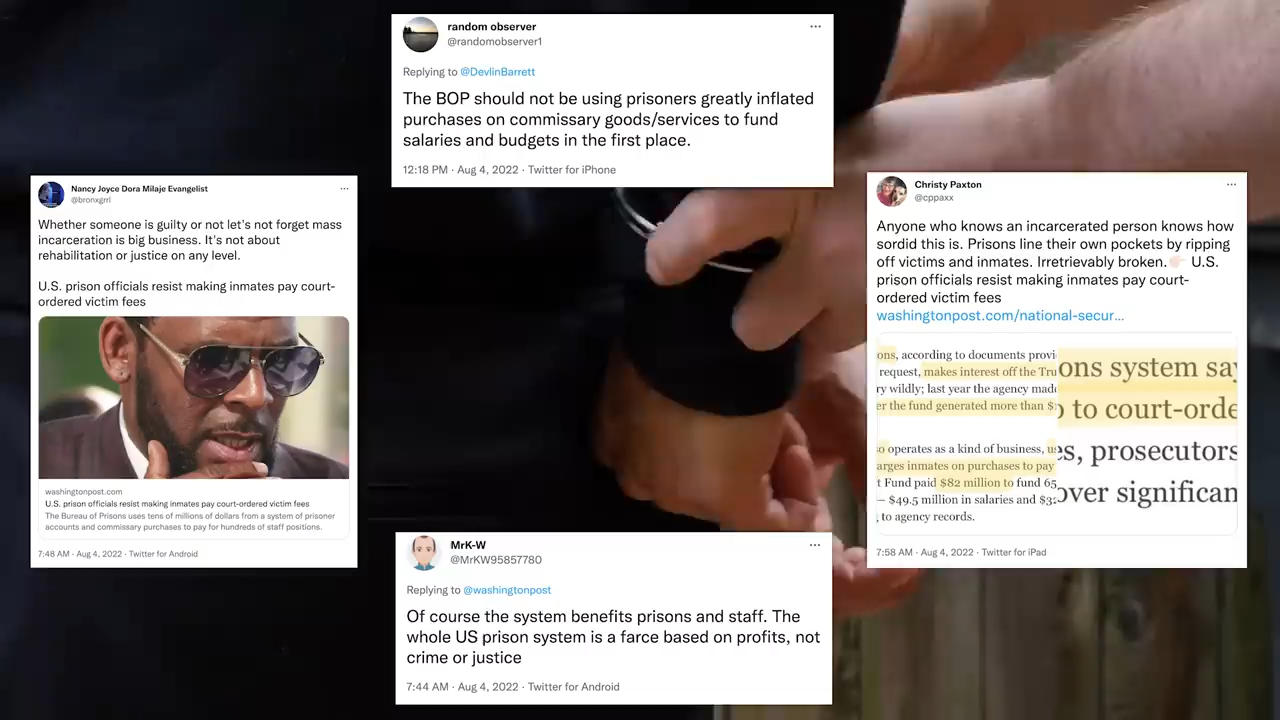 random observer
@randomobserver1
Replying to @DevlinBarrett
The BOP should not be using prisoners greatly inflated
purchases on commissary goods/services to fund
salaries and budgets in the first place.
12:18 PM · Aug 4, 2022 · Twitter for iPhone
Nancy Joyce Dora Milaje Evangelist
@bronxgrrl
Whether someone is guilty or not let's not forget mass
incarceration is big business. It's not about
rehabilitation or justice on any level.
U.S. prison officials resist making inmates pay court-
ordered victim fees
washingtonpost.com
U.S. prison officials resist making inmates pay court-ordered victim fees
The Bureau of Prisons uses tens of millions of dollars from a system of prisoner
accounts and commissary purchases to pay for hundreds of staff positions.
7:48 AM · Aug 4, 2022 · Twitter for Android
Christy Paxton
@cppaxx
Anyone who knows an incarcerated person knows how
sordid this is. Prisons line their own pockets by ripping
off victims and inmates. Irretrievably broken. U.S.
prison officials resist making inmates pay court-
ordered victim fees
washingtonpost.com/national-secur...
ons, according to documents provi
request, makes interest off the Tru
ry wildly; last year the agency made
er the fund generated more than $
o operates as a kind of business, us
arges inmates on purchases to pay
t Fund paid $82 million to fund 65
— $49.5 million in salaries and $32
, to agency records.
ons system say
to court-orde
es, prosecutors
over significan
7:58 AM · Aug 4, 2022 · Twitter for iPad
MrK-W
@MrKW95857780
Replying to @washingtonpost
Of course the system benefits prisons and staff. The
whole US prison system is a farce based on profits, not
crime or justice
7:44 AM · Aug 4, 2022 · Twitter for Android